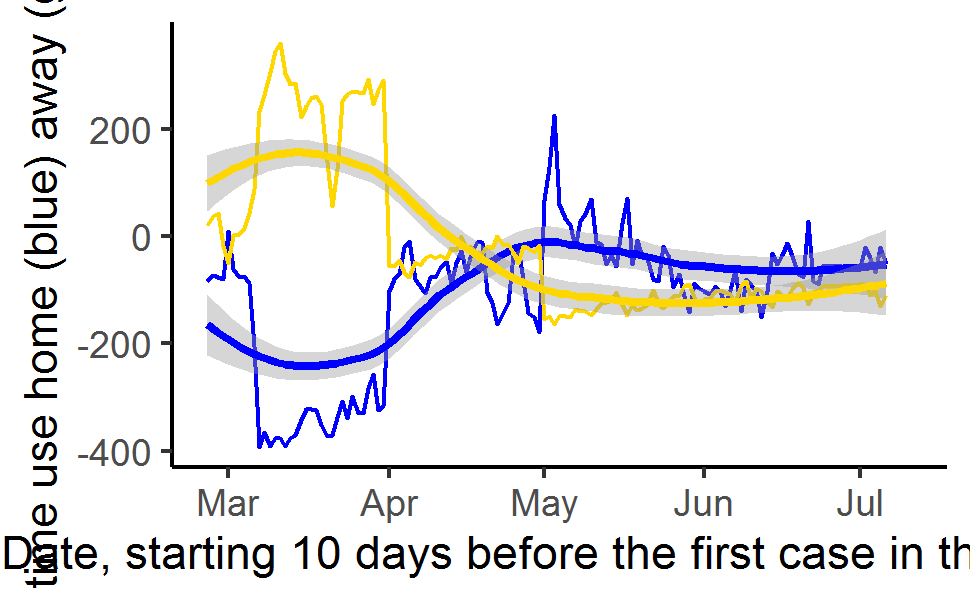 time use home (blue) away (g
200
0
-200
-400
Mar Apr May Jun Jul
Date, starting 10 days before the first case in th